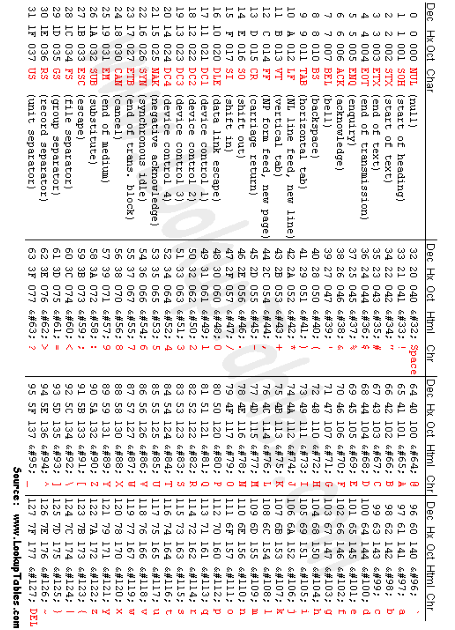 Dec Hx Oct Char Dec Hx Oct Html Chr Dec Hx Oct Html Chr Dec Hx Oct Html Chr
0 0 000 NUL (null) 32 20 040 &#32; Space 64 40 100 &#64; @ 96 60 140 &#96; `
1 1 001 SOH (start of heading) 33 21 041 &#33; ! 65 41 101 &#65; A 97 61 141 &#97; a
2 2 002 STX (start of text) 34 22 042 &#34; " 66 42 102 &#66; B 98 62 142 &#98; b
3 3 003 ETX (end of text) 35 23 043 &#35; # 67 43 103 &#67; C 99 63 143 &#99; c
4 4 004 EOT (end of transmission) 36 24 044 &#36; $ 68 44 104 &#68; D 100 64 144 &#100; d
5 5 005 ENQ (enquiry) 37 25 045 &#37; % 69 45 105 &#69; E 101 65 145 &#101; e
6 6 006 ACK (acknowledge) 38 26 046 &#38; & 70 46 106 &#70; F 102 66 146 &#102; f
7 7 007 BEL (bell) 39 27 047 &#39; ' 71 47 107 &#71; G 103 67 147 &#103; g
8 8 010 BS (backspace) 40 28 050 &#40; ( 72 48 110 &#72; H 104 68 150 &#104; h
9 9 011 TAB (horizontal tab) 41 29 051 &#41; ) 73 49 111 &#73; I 105 69 151 &#105; i
10 A 012 LF (NL line feed, new line) 42 2A 052 &#42; * 74 4A 112 &#74; J 106 6A 152 &#106; j
11 B 013 VT (vertical tab) 43 2B 053 &#43; + 75 4B 113 &#75; K 107 6B 153 &#107; k
12 C 014 FF (NP form feed, new page) 44 2C 054 &#44; , 76 4C 114 &#76; L 108 6C 154 &#108; l
13 D 015 CR (carriage return) 45 2D 055 &#45; - 77 4D 115 &#77; M 109 6D 155 &#109; m
14 E 016 SO (shift out) 46 2E 056 &#46; . 78 4E 116 &#78; N 110 6E 156 &#110; n
15 F 017 SI (shift in) 47 2F 057 &#47; / 79 4F 117 &#79; O 111 6F 157 &#111; o
16 10 020 DLE (data link escape) 48 30 060 &#48; 0 80 50 120 &#80; P 112 70 160 &#112; p
17 11 021 DC1 (device control 1) 49 31 061 &#49; 1 81 51 121 &#81; Q 113 71 161 &#113; q
18 12 022 DC2 (device control 2) 50 32 062 &#50; 2 82 52 122 &#82; R 114 72 162 &#114; r
19 13 023 DC3 (device control 3) 51 33 063 &#51; 3 83 53 123 &#83; S 115 73 163 &#115; s
20 14 024 DC4 (device control 4) 52 34 064 &#52; 4 84 54 124 &#84; T 116 74 164 &#116; t
21 15 025 NAK (negative acknowledge) 53 35 065 &#53; 5 85 55 125 &#85; U 117 75 165 &#117; u
22 16 026 SYN (synchronous idle) 54 36 066 &#54; 6 86 56 126 &#86; V 118 76 166 &#118; v
23 17 027 ETB (end of trans. block) 55 37 067 &#55; 7 87 57 127 &#87; W 119 77 167 &#119; w
24 18 030 CAN (cancel) 56 38 070 &#56; 8 88 58 130 &#88; X 120 78 170 &#120; x
25 19 031 EM (end of medium) 57 39 071 &#57; 9 89 59 131 &#89; Y 121 79 171 &#121; y
26 1A 032 SUB (substitute) 58 3A 072 &#58; : 90 5A 132 &#90; Z 122 7A 172 &#122; z
27 1B 033 ESC (escape) 59 3B 073 &#59; ; 91 5B 133 &#91; [ 123 7B 173 &#123; {
28 1C 034 FS (file separator) 60 3C 074 &#60; < 92 5C 134 &#92; \ 124 7C 174 &#124; |
29 1D 035 GS (group separator) 61 3D 075 &#61; = 93 5D 135 &#93; ] 125 7D 175 &#125; }
30 1E 036 RS (record separator) 62 3E 076 &#62; > 94 5E 136 &#94; ^ 126 7E 176 &#126; ~
31 1F 037 US (unit separator) 63 3F 077 &#63; ? 95 5F 137 &#95; _ 127 7F 177 &#127; DEL
Source: www.LookupTables.com